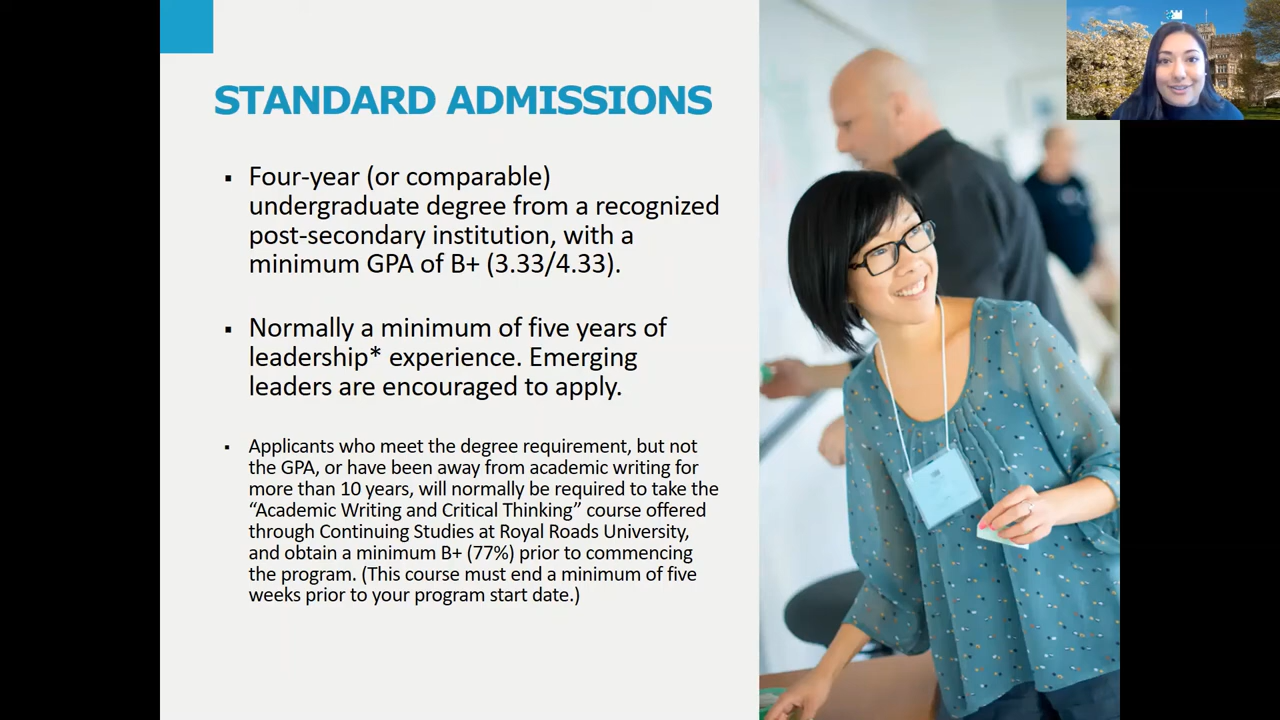 STANDARD ADMISSIONS
▪ Four-year (or comparable)
undergraduate degree from a recognized
post-secondary institution, with a
minimum GPA of B+ (3.33/4.33).
▪ Normally a minimum of five years of
leadership* experience. Emerging
leaders are encouraged to apply.
▪ Applicants who meet the degree requirement, but not
the GPA, or have been away from academic writing for
more than 10 years, will normally be required to take the
“Academic Writing and Critical Thinking” course offered
through Continuing Studies at Royal Roads University,
and obtain a minimum B+ (77%) prior to commencing
the program. (This course must end a minimum of five
weeks prior to your program start date.)